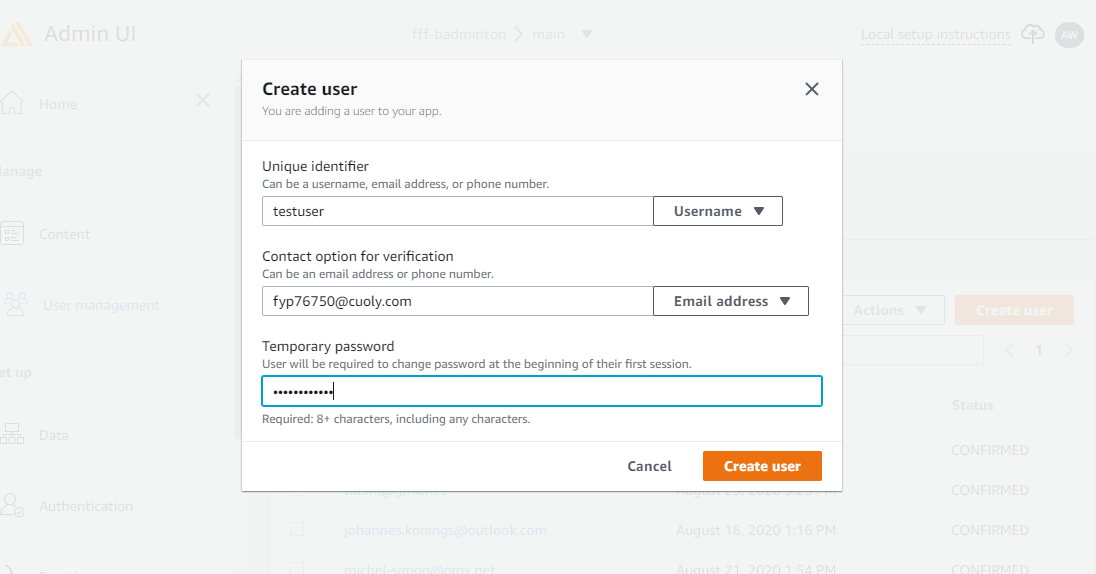 Admin UI
fff-badminton > main
Local setup instructions
AW
Home
Create user
You are adding a user to your app.
Unique identifier
Can be a username, email address, or phone number.
testuser
Username
Contact option for verification
Can be an email address or phone number.
fyp76750@cuoly.com
Email address
Temporary password
User will be required to change password at the beginning of their first session.
••••••••••••
Required: 8+ characters, including any characters.
Cancel
Create user
anage
Content
User management
et up
Data
Authentication
Actions
Create user
1
Status
CONFIRMED
CONFIRMED
johannes.konings@outlook.com August 18, 2020 1:16 PM CONFIRMED
michel-simon@gmx.net August 21, 2020 1:54 PM CONFIRMED